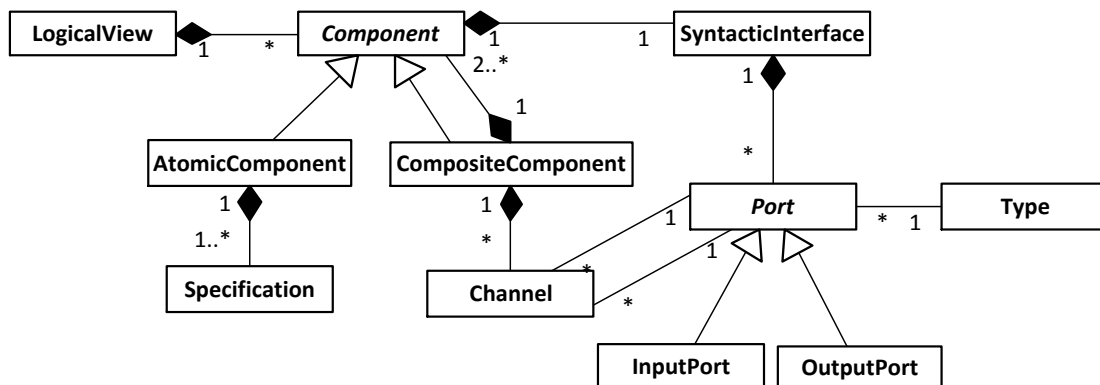 LogicalView
1
*
Component
1
1
SyntacticInterface
2..*
1
1
AtomicComponent
CompositeComponent
*
1
1
1..*
*
Port
1
*
1
Type
Specification
Channel
*
1
*
InputPort
OutputPort